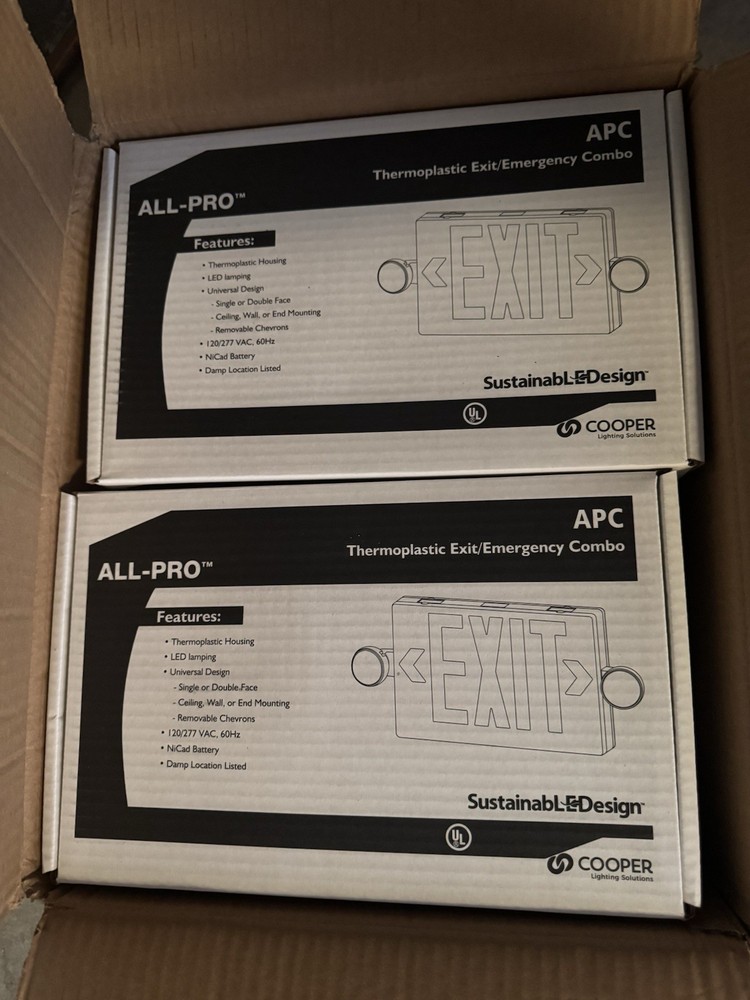 APC
Thermoplastic Exit/Emergency Combo
ALL-PRO™
Features:
• Thermoplastic Housing
• LED lamping
• Universal Design
- Single or Double Face
- Ceiling, Wall, or End Mounting
- Removable Chevrons
• 120/277 VAC, 60Hz
• NiCad Battery
• Damp Location Listed
EXIT
SustainabLEDesign™
UL
COOPER
Lighting Solutions
APC
Thermoplastic Exit/Emergency Combo
ALL-PRO™
Features:
• Thermoplastic Housing
• LED lamping
• Universal Design
- Single or Double Face
- Ceiling, Wall, or End Mounting
- Removable Chevrons
• 120/277 VAC, 60Hz
• NiCad Battery
• Damp Location Listed
EXIT
SustainabLEDesign™
UL
COOPER
Lighting Solutions